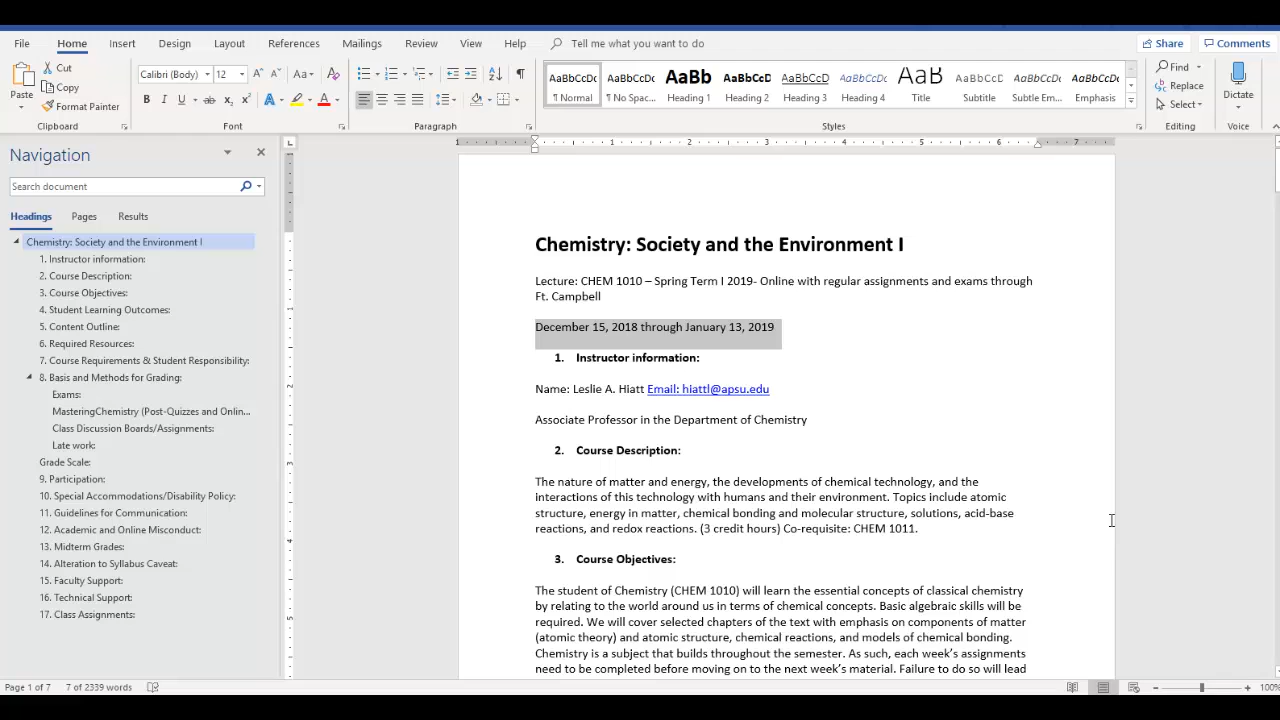 File Home Insert Design Layout References Mailings Review View Help Tell me what you want to do Share Comments
Paste Cut Copy Format Painter
Clipboard
Calibri (Body) 12 Aa
B I U ab x₂ x² A A
Font
Paragraph
AaBbCcDc AaBbCcDc AaBb AaBbCcDc AaBbCcD AaBbCcDc AaB AaBbCcD AaBbCcDc AaBbCcDc
¶ Normal ¶ No Spac... Heading 1 Heading 2 Heading 3 Heading 4 Title Subtitle Subtle Em... Emphasis
Styles
Find
Replace
Select
Editing
Dictate
Voice
Navigation
Search document
Headings Pages Results
Chemistry: Society and the Environment I
1. Instructor information:
2. Course Description:
3. Course Objectives:
4. Student Learning Outcomes:
5. Content Outline:
6. Required Resources:
7. Course Requirements & Student Responsibility:
8. Basis and Methods for Grading:
Exams:
MasteringChemistry (Post-Quizzes and Onlin...
Class Discussion Boards/Assignments:
Late work:
Grade Scale:
9. Participation:
10. Special Accommodations/Disability Policy:
11. Guidelines for Communication:
12. Academic and Online Misconduct:
13. Midterm Grades:
14. Alteration to Syllabus Caveat:
15. Faculty Support:
16. Technical Support:
17. Class Assignments:
1 1 2 3 4 5 6 7
1
2
3
4
5
Chemistry: Society and the Environment I
Lecture: CHEM 1010 – Spring Term I 2019- Online with regular assignments and exams through
Ft. Campbell
December 15, 2018 through January 13, 2019
1. Instructor information:
Name: Leslie A. Hiatt Email: hiattl@apsu.edu
Associate Professor in the Department of Chemistry
2. Course Description:
The nature of matter and energy, the developments of chemical technology, and the
interactions of this technology with humans and their environment. Topics include atomic
structure, energy in matter, chemical bonding and molecular structure, solutions, acid-base
reactions, and redox reactions. (3 credit hours) Co-requisite: CHEM 1011.
3. Course Objectives:
The student of Chemistry (CHEM 1010) will learn the essential concepts of classical chemistry
by relating to the world around us in terms of chemical concepts. Basic algebraic skills will be
required. We will cover selected chapters of the text with emphasis on components of matter
(atomic theory) and atomic structure, chemical reactions, and models of chemical bonding.
Chemistry is a subject that builds throughout the semester. As such, each week's assignments
need to be completed before moving on to the next week's material. Failure to do so will lead
Page 1 of 7 7 of 2339 words 100%